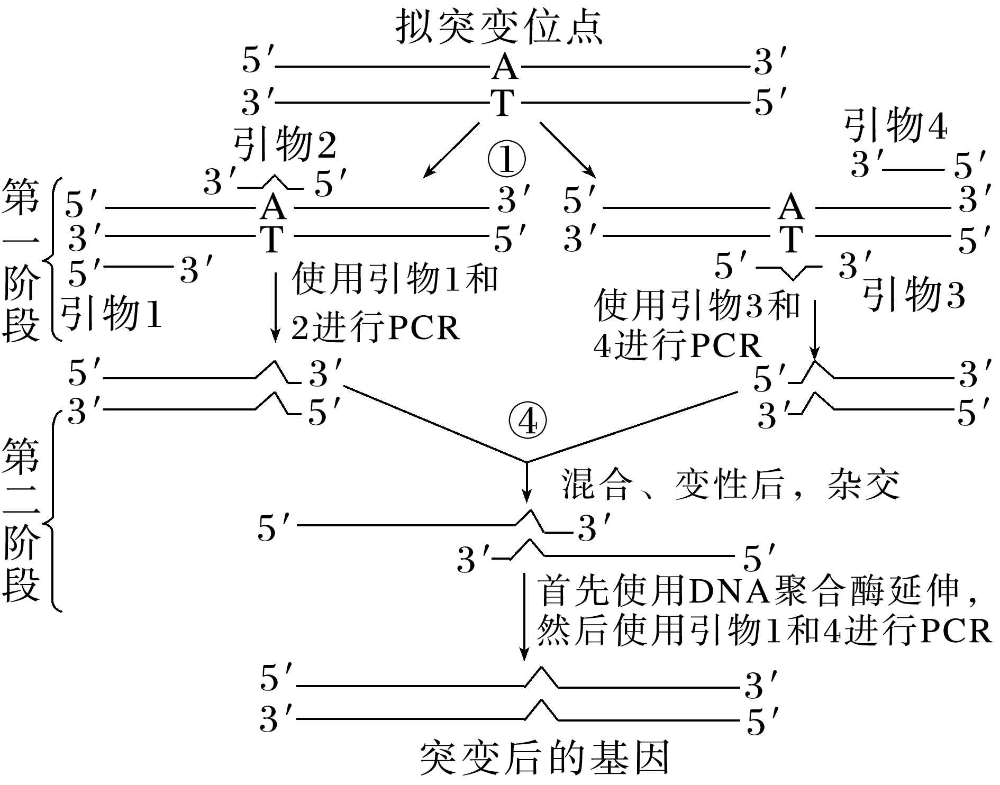 拟突变位点
5′ A 3′
3′ T 5′
引物2
引物4
①
3′ 5′
3′ 5′
第一阶段
5′ A 3′
3′ T 5′
5′ 3′
引物1
5′ A 3′
3′ T 5′
5′ 3′
引物3
使用引物1和
2进行PCR
使用引物3和
4进行PCR
5′ 3′
3′ 5′
5′ 3′
3′ 5′
④
第二阶段
混合、变性后，杂交
5′ 3′
3′ 5′
首先使用DNA聚合酶延伸，
然后使用引物1和4进行PCR
5′ 3′
3′ 5′
突变后的基因